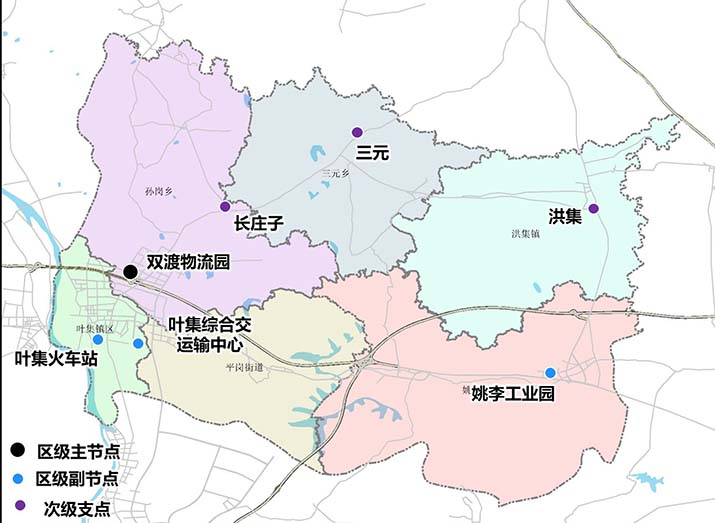 三元
三元乡
孙岗乡
长庄子
洪集
洪集镇
双渡物流园
叶集镇区
叶集综合交
运输中心
叶集火车站
平岗街道
姚李工业园
区级主节点
区级副节点
次级支点